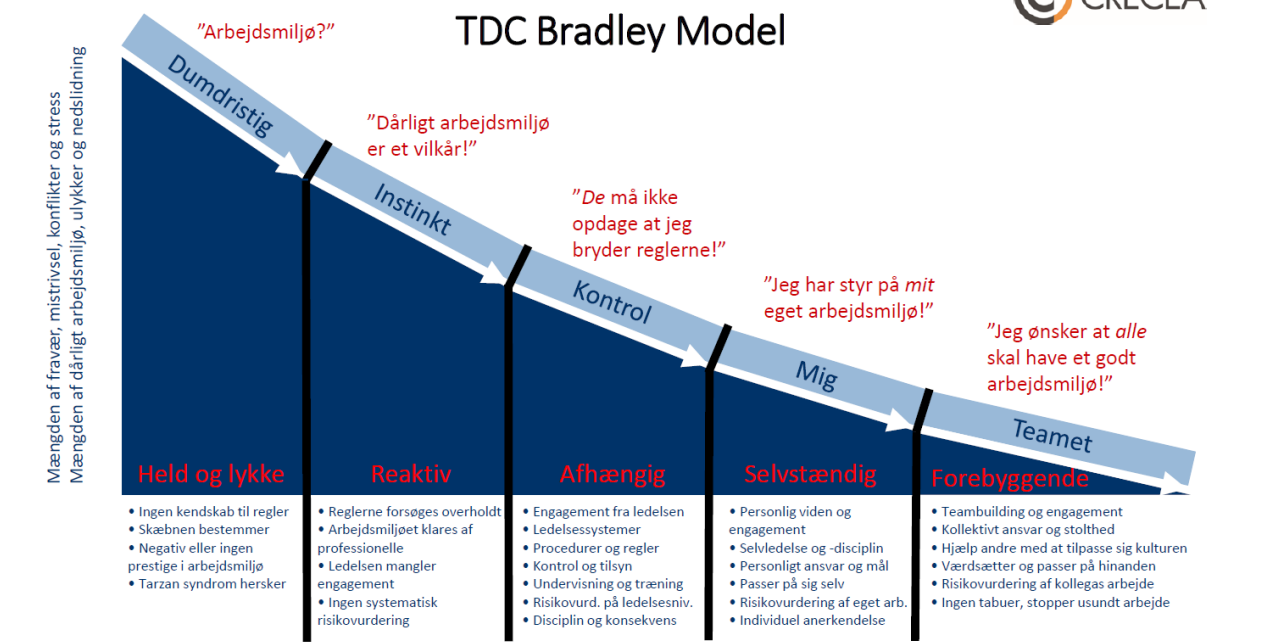 TDC Bradley Model
CRECEA
Mængden af fravær, mistrivsel, konflikter og stress
Mængden af dårligt arbejdsmiljø, ulykker og nedslidning
”Arbejdsmiljø?”
Dumdristig
”Dårligt arbejdsmiljø
er et vilkår!”
Instinkt
”De må ikke
opdage at jeg
bryder reglerne!”
Kontrol
”Jeg har styr på mit
eget arbejdsmiljø!”
Mig
”Jeg ønsker at alle
skal have et godt
arbejdsmiljø!”
Teamet
Held og lykke
• Ingen kendskab til regler
• Skæbnen bestemmer
• Negativ eller ingen
prestige i arbejdsmiljø
• Tarzan syndrom hersker
Reaktiv
• Reglerne forsøges overholdt
• Arbejdsmiljøet klares af
professionelle
• Ledelsen mangler
engagement
• Ingen systematisk
risikovurdering
Afhængig
• Engagement fra ledelsen
• Ledelsessystemer
• Procedurer og regler
• Kontrol og tilsyn
• Undervisning og træning
• Risikovurd. på ledelsesniv.
• Disciplin og konsekvens
Selvstændig
• Personlig viden og
engagement
• Selvledelse og -disciplin
• Personligt ansvar og mål
• Passer på sig selv
• Risikovurdering af eget arb.
• Individuel anerkendelse
Forebyggende
• Teambuilding og engagement
• Kollektivt ansvar og stolthed
• Hjælp andre med at tilpasse sig kulturen
• Værdsætter og passer på hinanden
• Risikovurdering af kollegas arbejde
• Ingen tabuer, stopper usundt arbejde